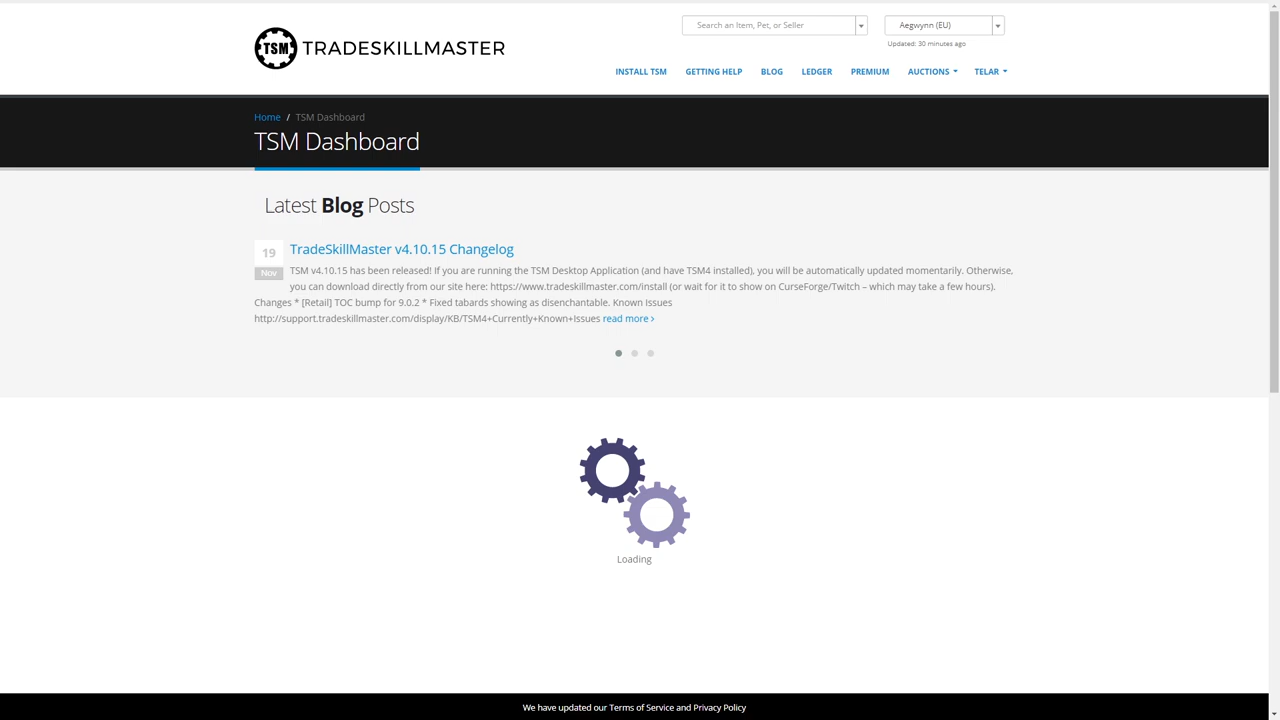 TSM TRADESKILLMASTER
Search an Item, Pet, or Seller
Aegwynn (EU)
Updated: 30 minutes ago
INSTALL TSM GETTING HELP BLOG LEDGER PREMIUM AUCTIONS TELAR
Home / TSM Dashboard
TSM Dashboard
Latest Blog Posts
19
Nov
TradeSkillMaster v4.10.15 Changelog
TSM v4.10.15 has been released! If you are running the TSM Desktop Application (and have TSM4 installed), you will be automatically updated momentarily. Otherwise,
you can download directly from our site here: https://www.tradeskillmaster.com/install (or wait for it to show on CurseForge/Twitch – which may take a few hours).
Changes * [Retail] TOC bump for 9.0.2 * Fixed tabards showing as disenchantable. Known Issues
http://support.tradeskillmaster.com/display/KB/TSM4+Currently+Known+Issues read more ›
Loading
We have updated our Terms of Service and Privacy Policy